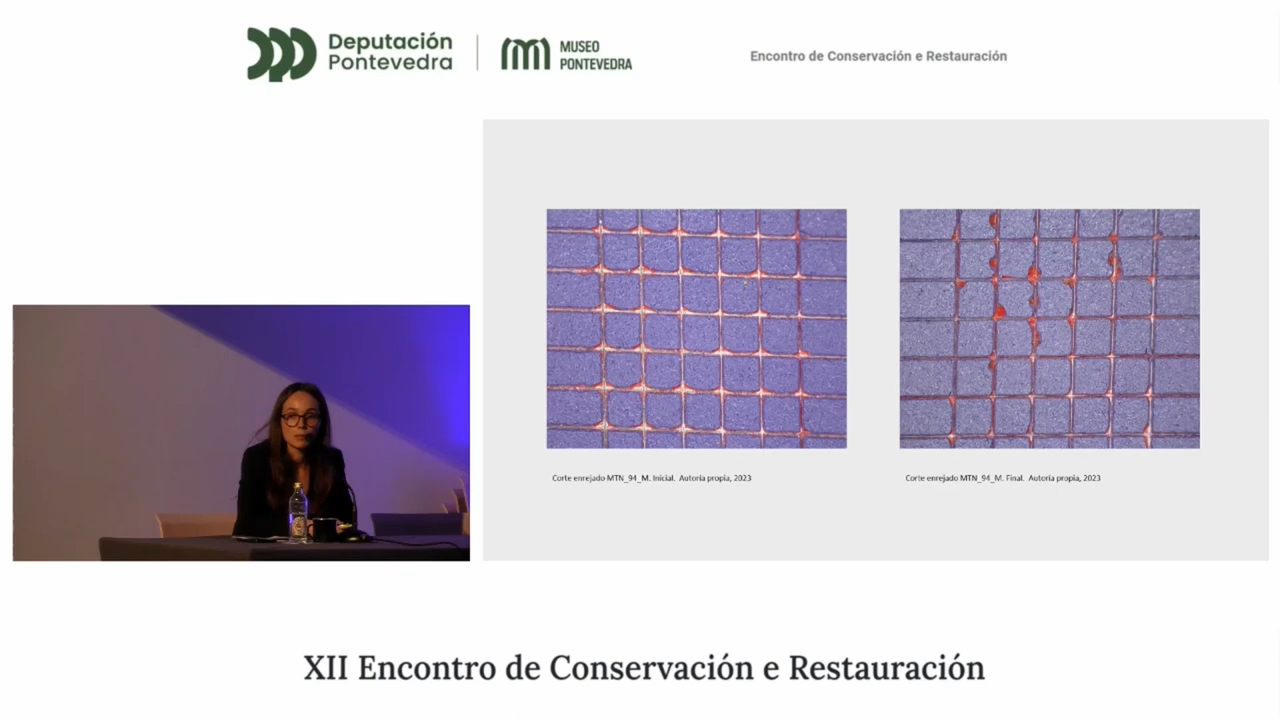 Deputación
Pontevedra
MUSEO
PONTEVEDRA
Encontro de Conservación e Restauración
Corte enrejado MTN_94_M. Inicial. Autoría propia, 2023
Corte enrejado MTN_94_M. Final. Autoría propia, 2023
XII Encontro de Conservación e Restauración